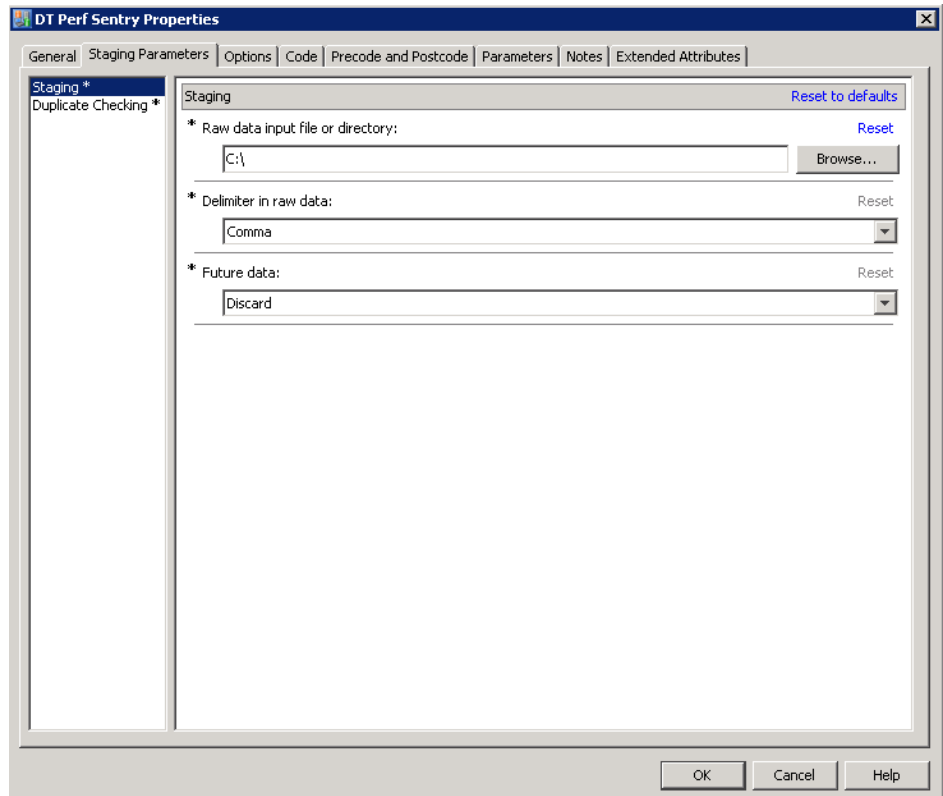 DT Perf Sentry Properties
General Staging Parameters Options Code Precode and Postcode Parameters Notes Extended Attributes
Staging *
Duplicate Checking *
Staging Reset to defaults
* Raw data input file or directory: Reset
C:\ Browse...
* Delimiter in raw data: Reset
Comma
* Future data: Reset
Discard
OK Cancel Help